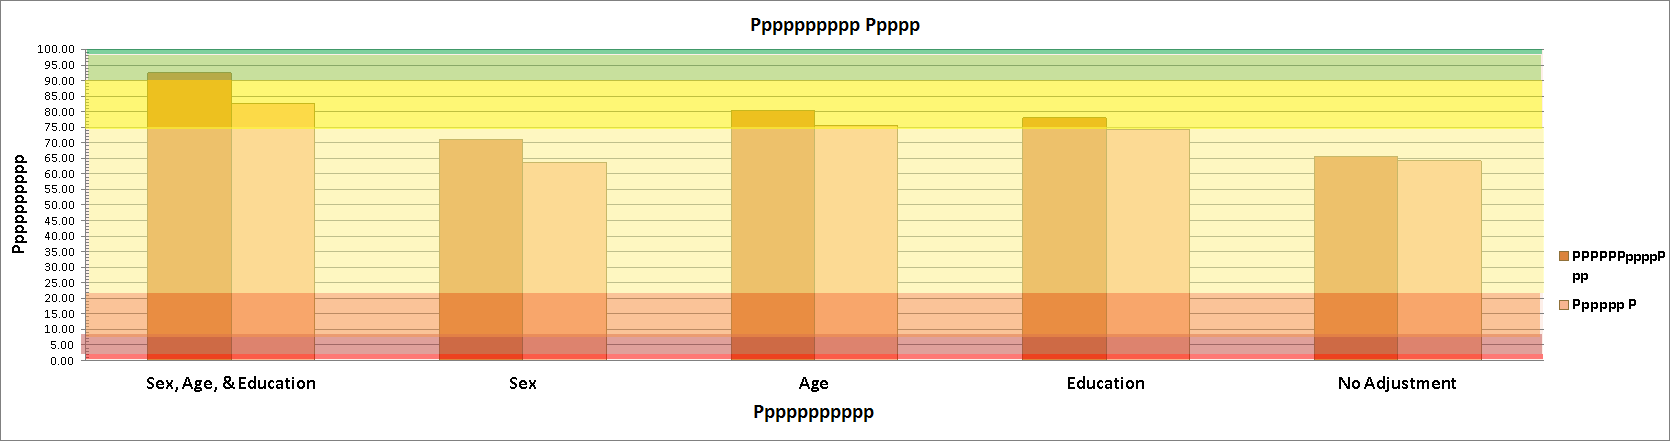 Pppppppppp Ppppp
100.00
95.00
90.00
85.00
80.00
75.00
70.00
65.00
60.00
55.00
50.00
45.00
40.00
35.00
30.00
25.00
20.00
15.00
10.00
5.00
0.00
Pppppppppp
Sex, Age, & Education
Sex
Age
Education
No Adjustment
Ppppppppppp
PPPPPPppppP
pp
Pppppp P